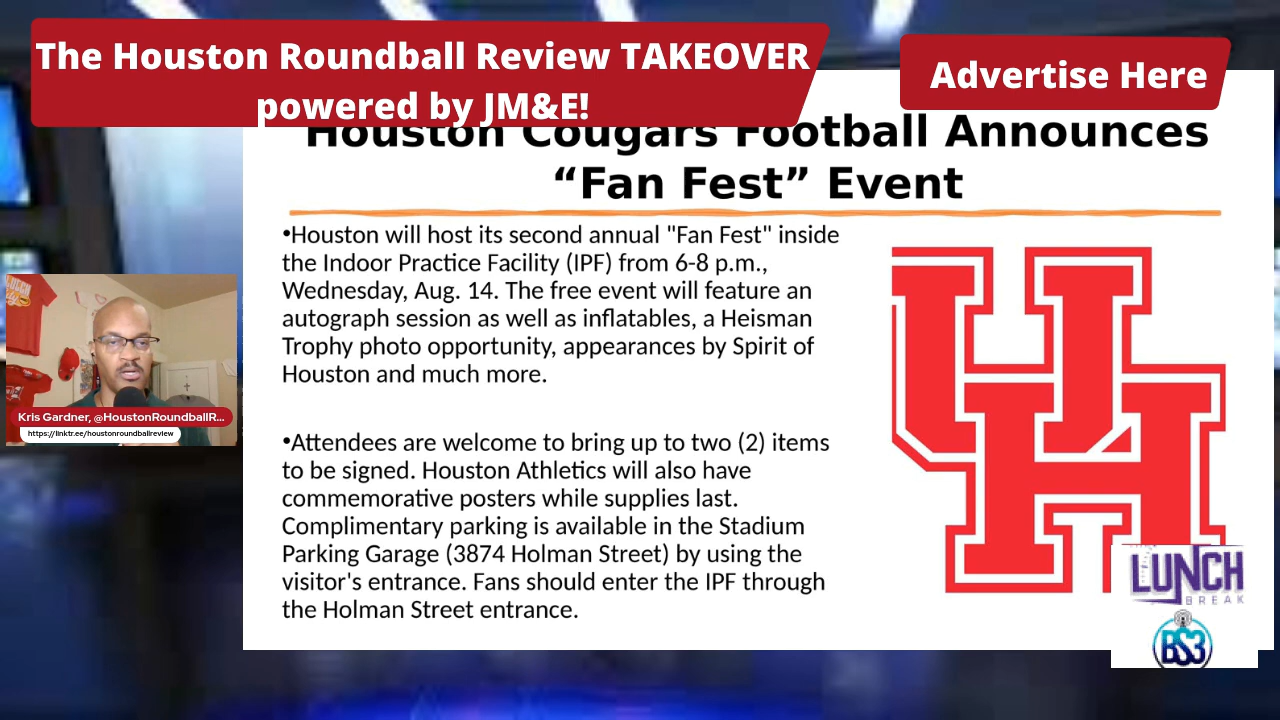 The Houston Roundball Review TAKEOVER
powered by JM&E!
Advertise Here
Houston Cougars Football Announces
“Fan Fest” Event
•Houston will host its second annual "Fan Fest" inside
the Indoor Practice Facility (IPF) from 6-8 p.m.,
Wednesday, Aug. 14. The free event will feature an
autograph session as well as inflatables, a Heisman
Trophy photo opportunity, appearances by Spirit of
Houston and much more.
•Attendees are welcome to bring up to two (2) items
to be signed. Houston Athletics will also have
commemorative posters while supplies last.
Complimentary parking is available in the Stadium
Parking Garage (3874 Holman Street) by using the
visitor's entrance. Fans should enter the IPF through
the Holman Street entrance.
Kris Gardner, @HoustonRoundballR...
https://linktr.ee/houstonroundballreview
UH
LUNCH
BREAK
BS3